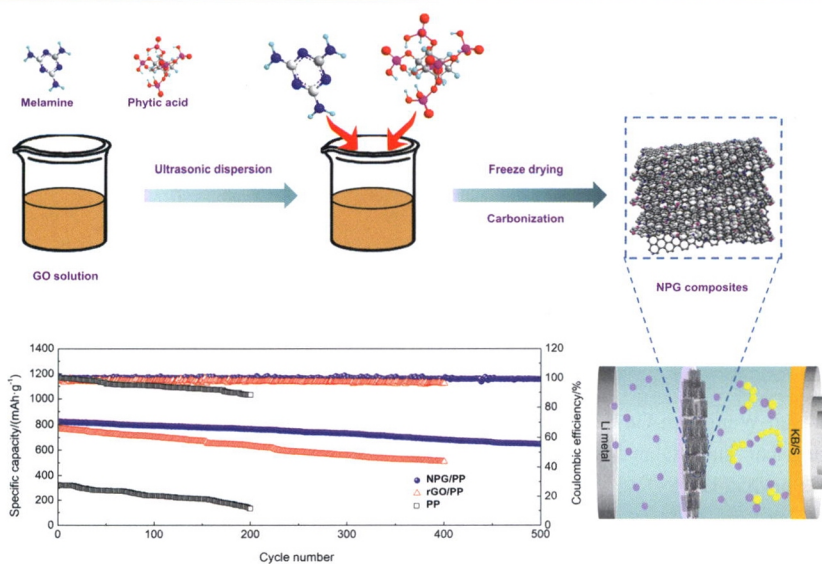 Melamine
Phytic acid
Ultrasonic dispersion
Freeze drying
Carbonization
GO solution
NPG composites
Specific capacity/(mAh·g⁻¹)
1400
1200
1000
800
600
400
200
0
0
100
200
300
400
500
Cycle number
120
100
80
60
40
20
0
Coulombic efficiency/%
NPG/PP
rGO/PP
PP
Li metal
KB/S